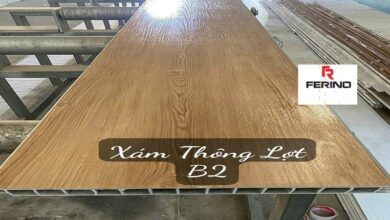 FERINO
Xám Thông Lợt
B2